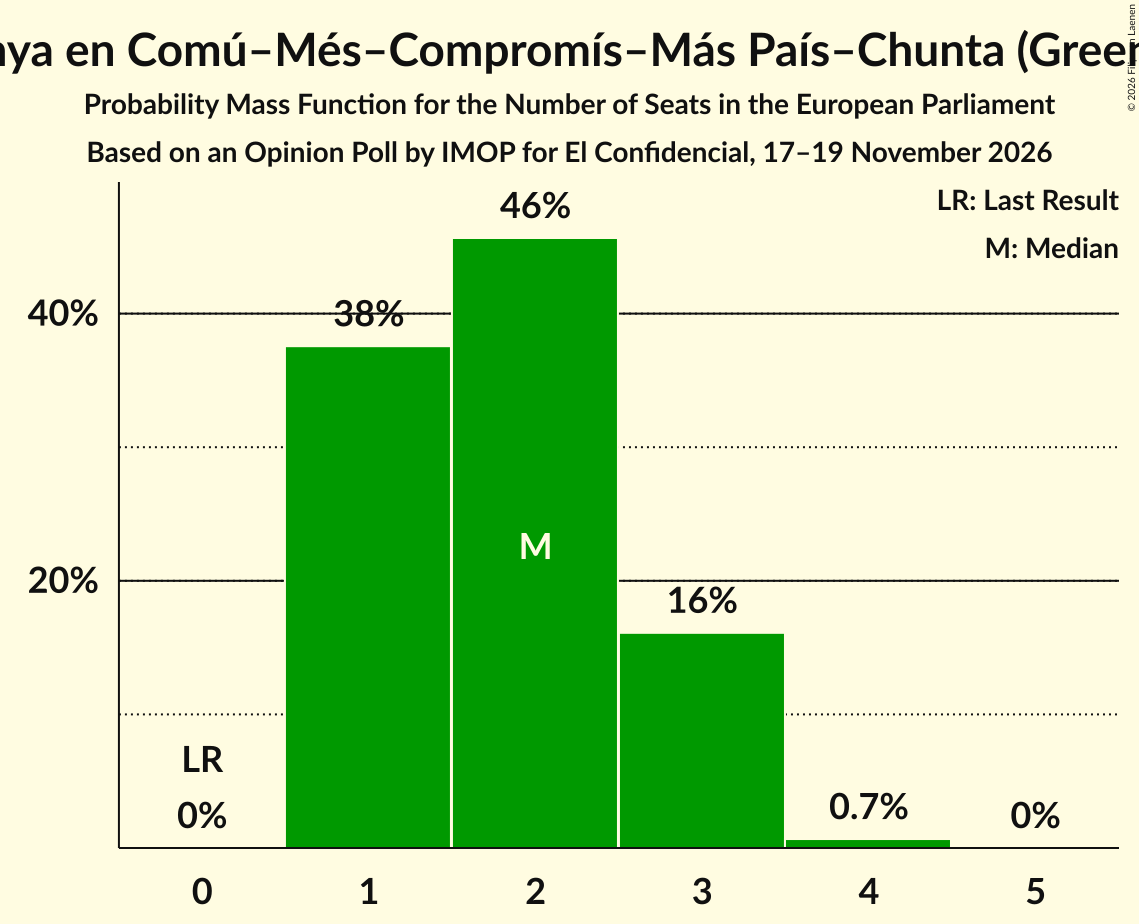 en Comú–Més–Compromís–Más País–Chunta
Probability Mass Function for the Number of Seats in the European Parliament
Based on an Opinion Poll by IMOP for El Confidencial, 17–19 November 2026
© 2026 Laenen
LR: Last Result
M: Median
46%
40%
38%
M
20%
16%
LR
0%
0.7%
0%
0 1 2 3 4 5